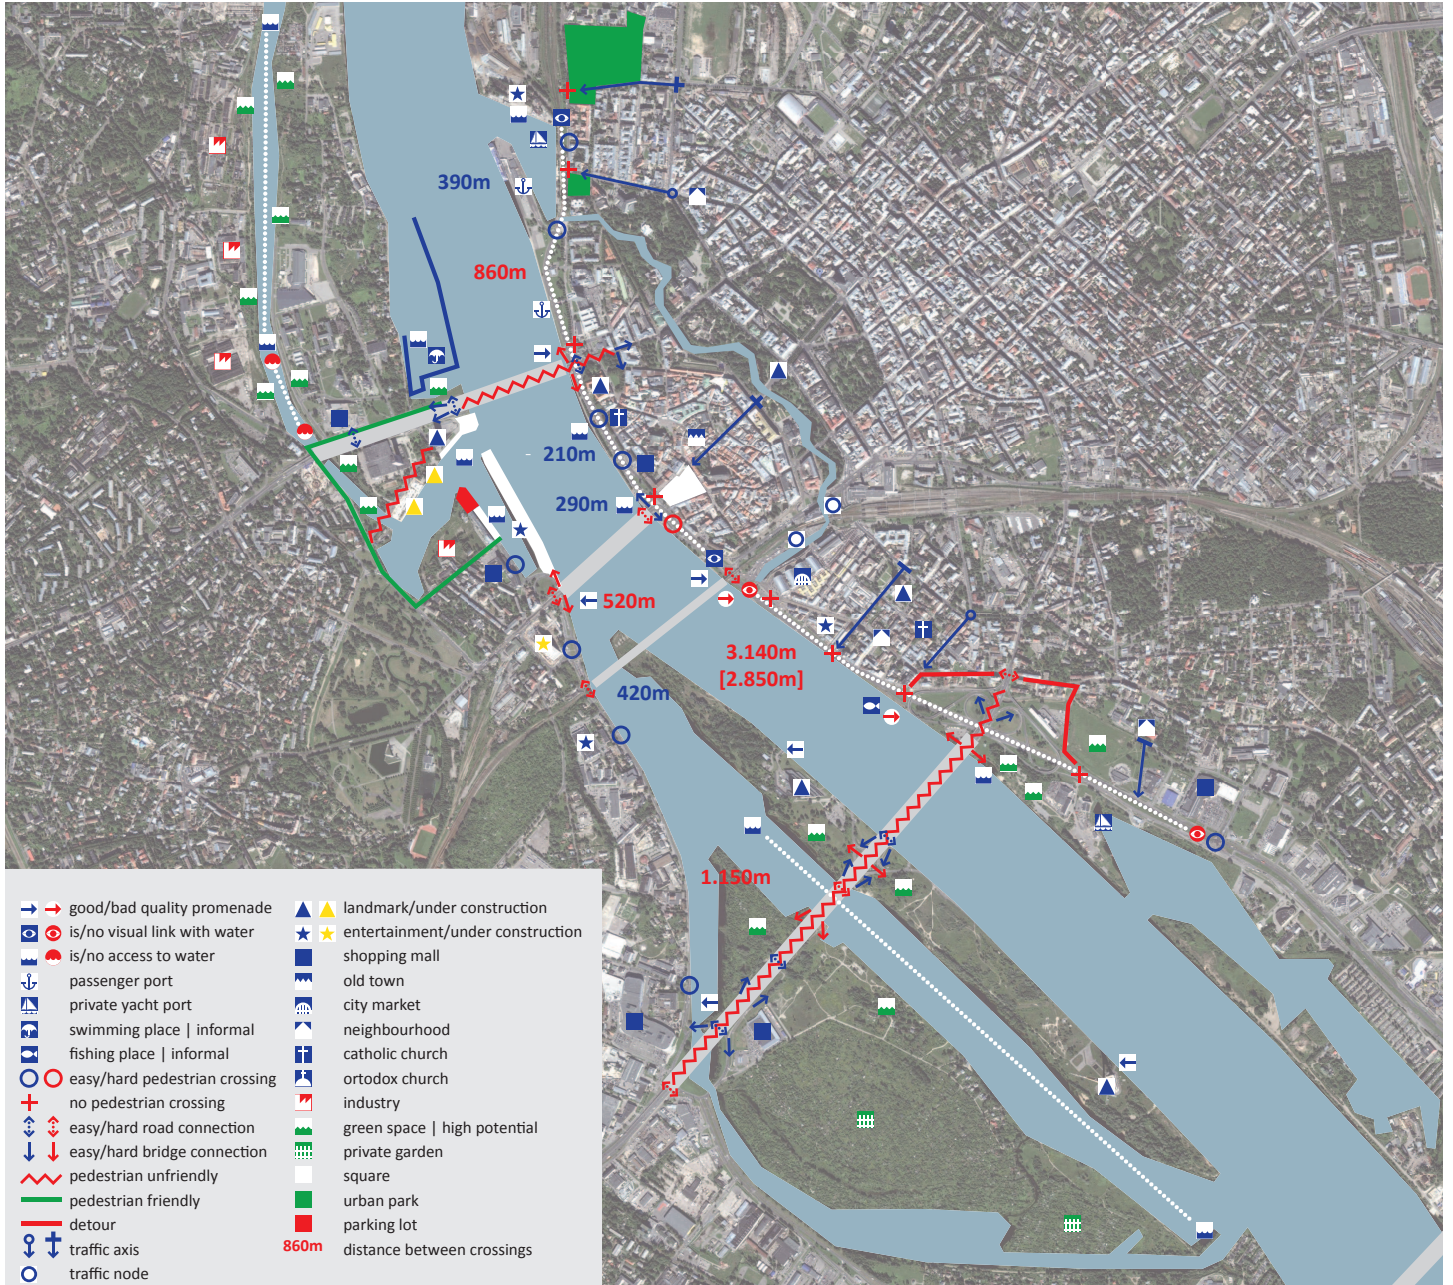 390m
860m
210m
290m
520m
3.140m
[2.850m]
420m
1.150m
good/bad quality promenade
is/no visual link with water
is/no access to water
passenger port
private yacht port
swimming place | informal
fishing place | informal
easy/hard pedestrian crossing
no pedestrian crossing
easy/hard road connection
easy/hard bridge connection
pedestrian unfriendly
pedestrian friendly
detour
traffic axis
traffic node
landmark/under construction
entertainment/under construction
shopping mall
old town
city market
neighbourhood
catholic church
ortodox church
industry
green space | high potential
private garden
square
urban park
parking lot
860m distance between crossings